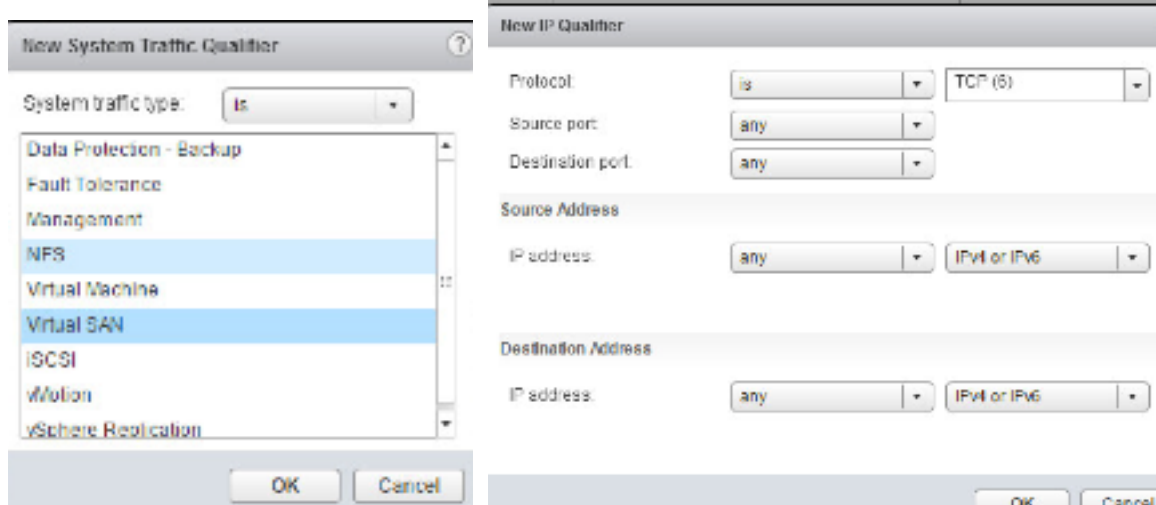 New System Traffic Qualifier ?
System traffic type: is
Data Protection - Backup
Fault Tolerance
Management
NFS
Virtual Machine
Virtual SAN
iSCSI
vMotion
vSphere Replication
OK Cancel
New IP Qualifier
Protocol: is TCP (6)
Source port: any
Destination port: any
Source Address
IP address: any IPv4 or IPv6
Destination Address
IP address: any IPv4 or IPv6
OK Cancel